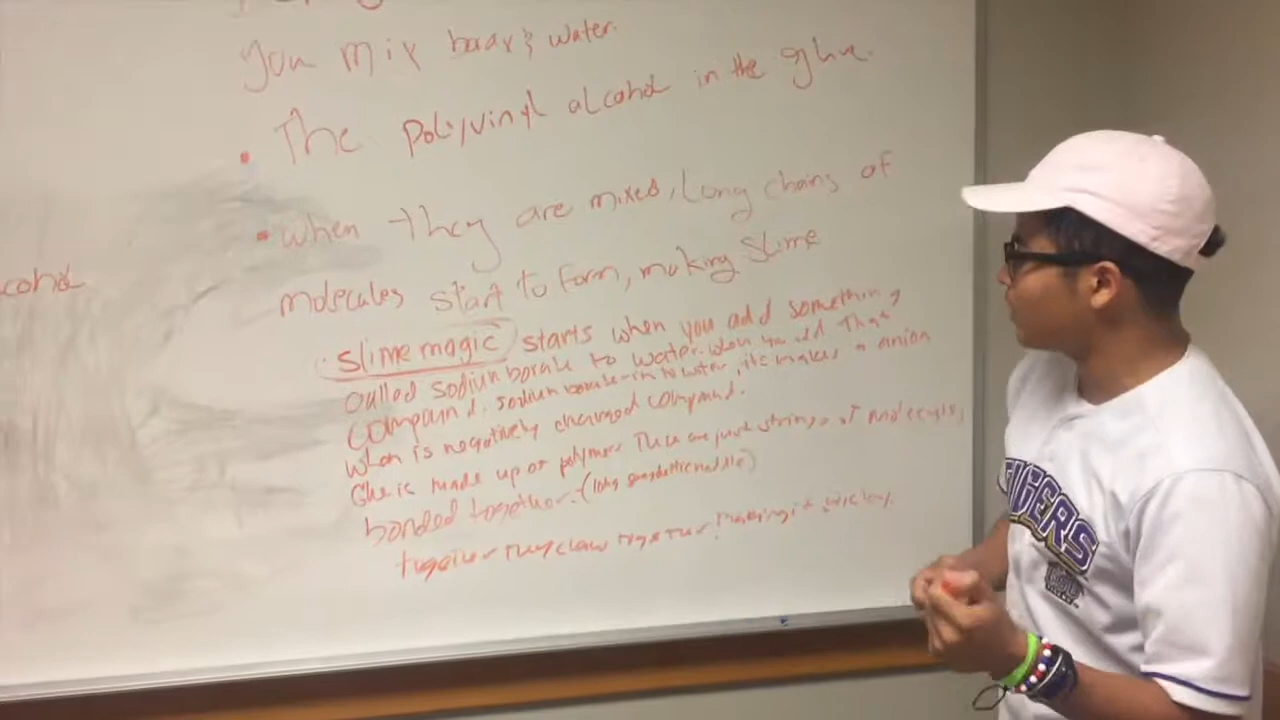 you mix borax & water.
• The polyvinyl alcohol in the glue.
cohol
• when they are mixed, long chains of
molecules start to form, making slime
slime magic starts when you add something
called sodium borate to water. when you add that
compound, sodium borate in water, it makes a anion
when is negatively charged compound.
Glue is made up of polymers These are just strings of molecules,
bonded together. (long
together They claw together making it sticky.
TIGERS